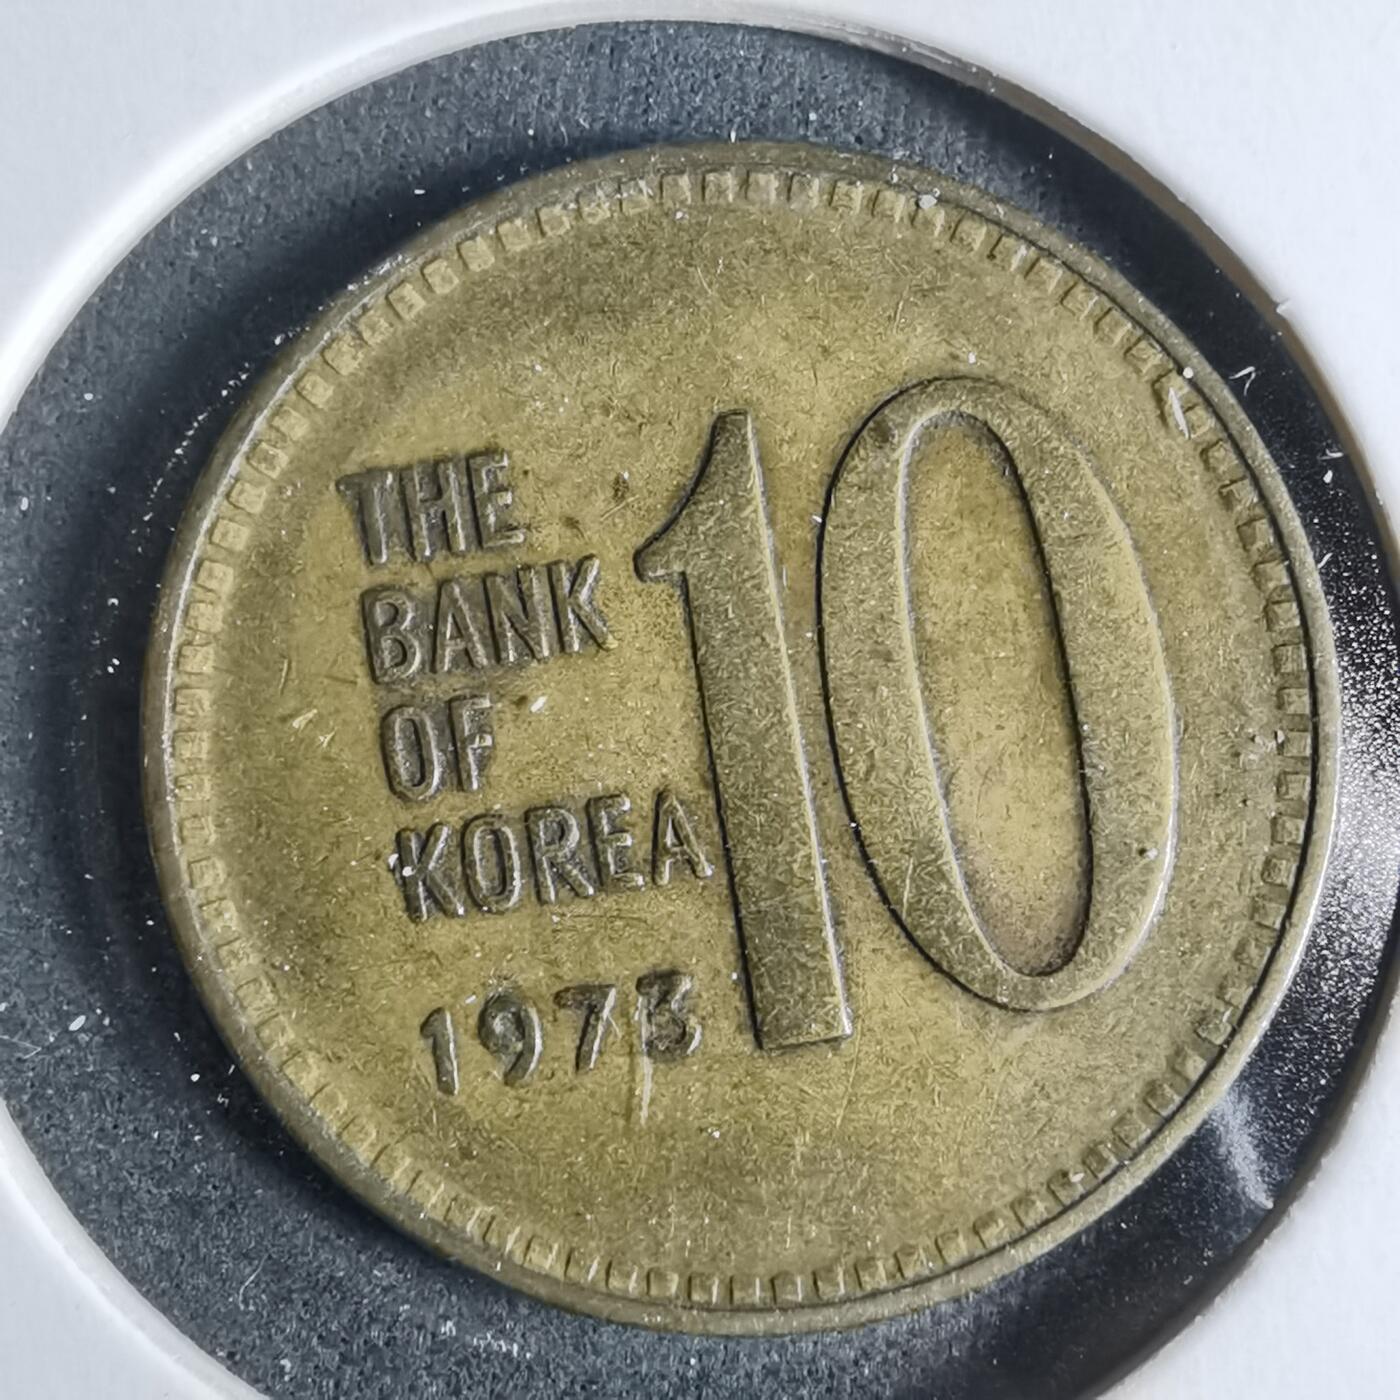 THE
BANK
OF
KOREA
1973
10